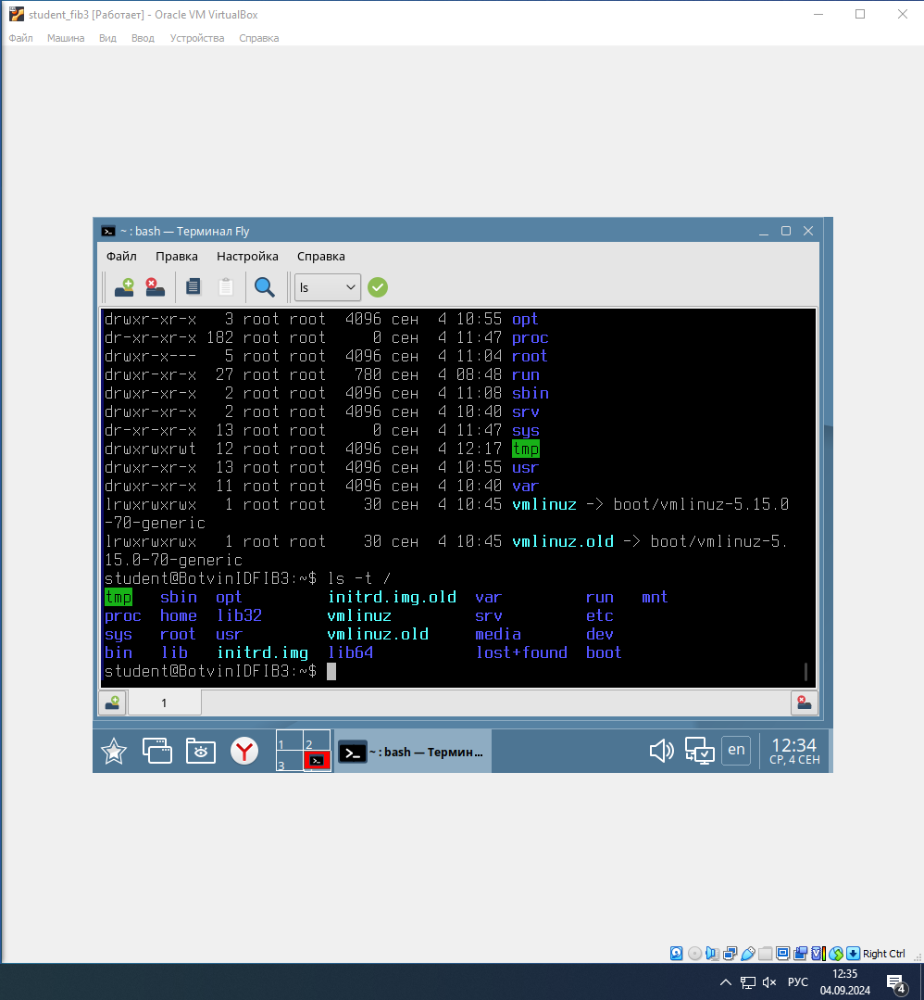 student_fib3 [Работает] - Oracle VM VirtualBox
Файл Машина Вид Ввод Устройства Справка
~ : bash — Терминал Fly
Файл Правка Настройка Справка
ls
drwxr-xr-x   3 root root  4096 сен  4 10:55 opt
dr-xr-xr-x 182 root root     0 сен  4 11:47 proc
drwxr-x---   5 root root  4096 сен  4 11:04 root
drwxr-xr-x  27 root root   780 сен  4 08:48 run
drwxr-xr-x   2 root root  4096 сен  4 11:08 sbin
drwxr-xr-x   2 root root  4096 сен  4 10:40 srv
dr-xr-xr-x  13 root root     0 сен  4 11:47 sys
drwxrwxrwt  12 root root  4096 сен  4 12:17 tmp
drwxr-xr-x  13 root root  4096 сен  4 10:55 usr
drwxr-xr-x  11 root root  4096 сен  4 10:40 var
lrwxrwxrwx   1 root root    30 сен  4 10:45 vmlinuz -> boot/vmlinuz-5.15.0
-70-generic
lrwxrwxrwx   1 root root    30 сен  4 10:45 vmlinuz.old -> boot/vmlinuz-5.
15.0-70-generic
student@BotvinIDFIB3:~$ ls -t /
tmp   sbin  opt         initrd.img.old  var         run   mnt
proc  home  lib32       vmlinuz         srv         etc
sys   root  usr         vmlinuz.old     media       dev
bin   lib   initrd.img  lib64           lost+found  boot
student@BotvinIDFIB3:~$
1
1 2
3
~ : bash — Термин...
en
12:34
СР, 4 СЕН
Right Ctrl
РУС
12:35
04.09.2024
4